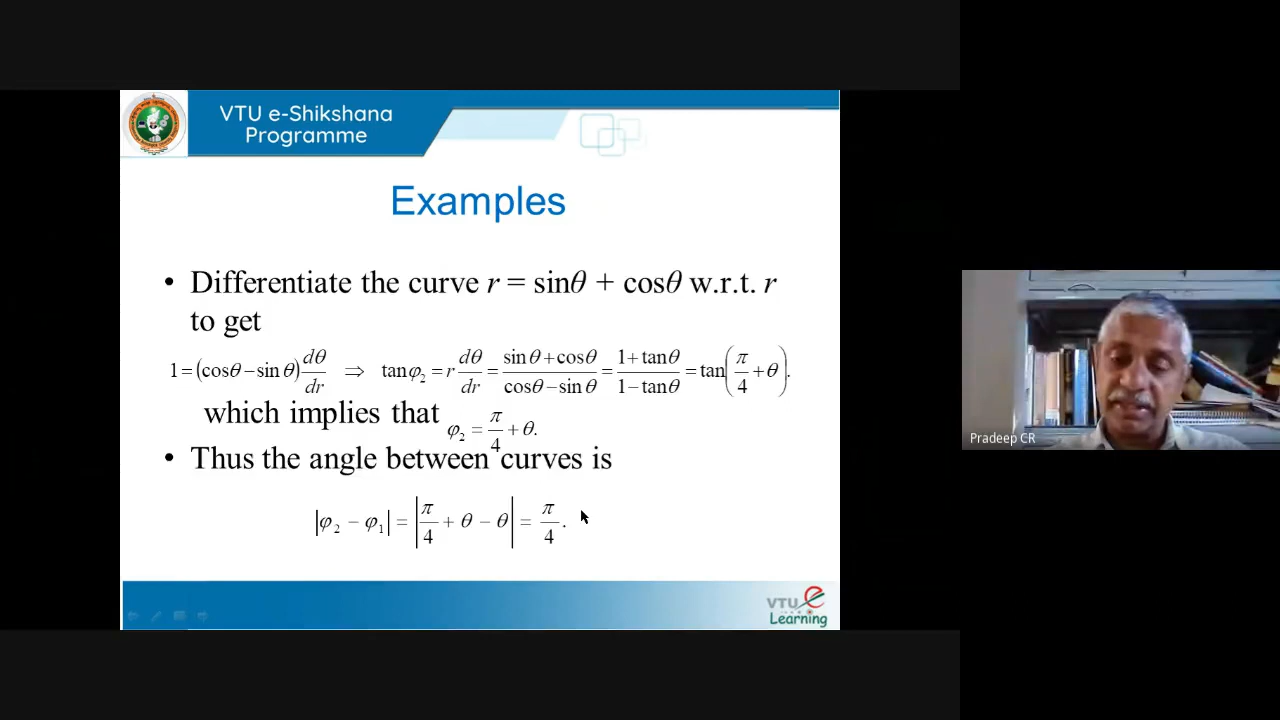 VTU e-Shikshana
Programme
Examples
• Differentiate the curve r = sinθ + cosθ w.r.t. r
to get
1 = (cosθ − sinθ) dθ/dr ⇒ tanφ₂ = r dθ/dr = (sinθ + cosθ)/(cosθ − sinθ) = (1 + tanθ)/(1 − tanθ) = tan(π/4 + θ).
which implies that φ₂ = π/4 + θ.
• Thus the angle between curves is
|φ₂ − φ₁| = |π/4 + θ − θ| = π/4.
Pradeep CR
VTU e
Learning